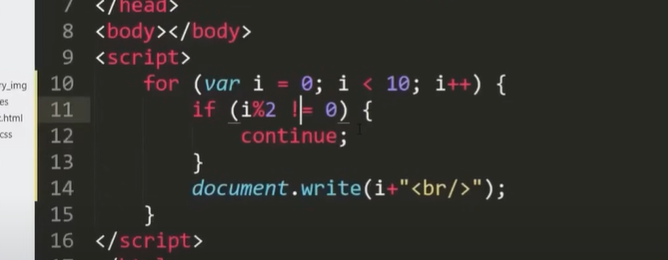 7 </head>
8 <body></body>
9 <script>
ry_img
10 for (var i = 0; i < 10; i++) {
es
11 if (i%2 != 0) {
.html
12 continue;
css
13 }
14 document.write(i+"<br/>");
15 }
16 </script>